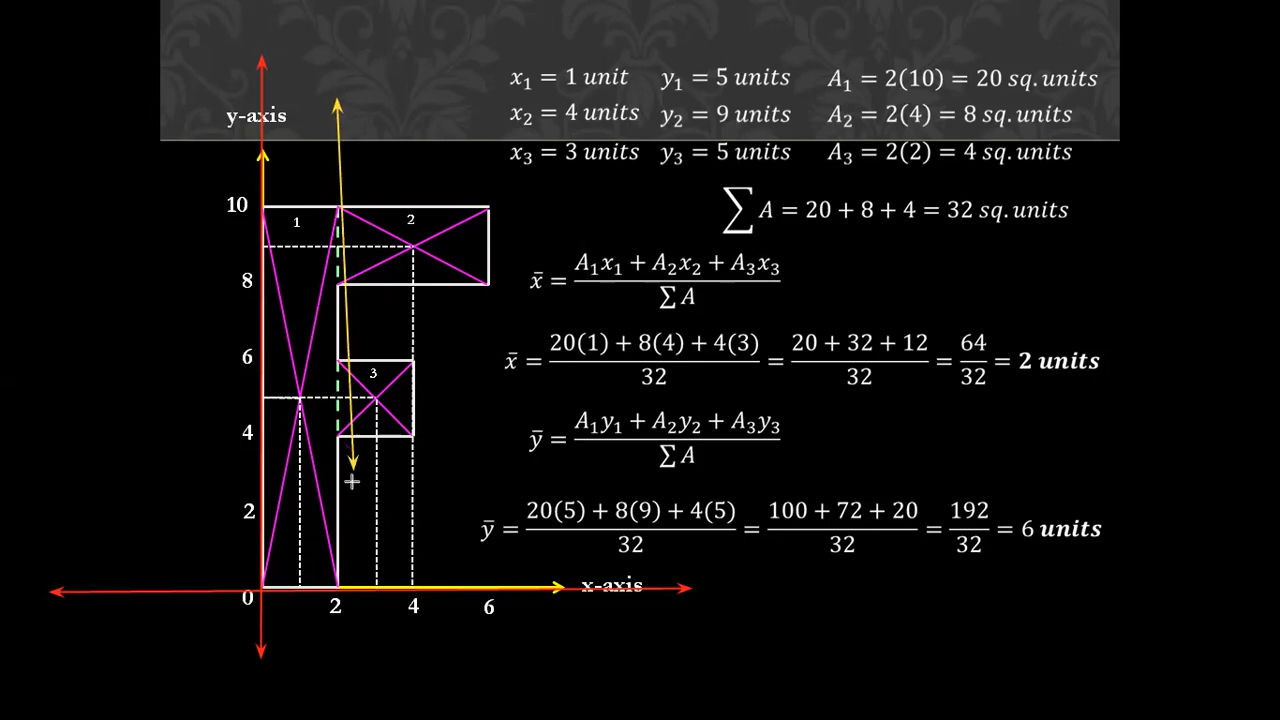 x₁ = 1 unit y₁ = 5 units A₁ = 2(10) = 20 sq.units
x₂ = 4 units y₂ = 9 units A₂ = 2(4) = 8 sq.units
x₃ = 3 units y₃ = 5 units A₃ = 2(2) = 4 sq.units
∑ A = 20 + 8 + 4 = 32 sq.units
x̄ = (A₁x₁ + A₂x₂ + A₃x₃) / ∑ A
x̄ = (20(1) + 8(4) + 4(3)) / 32 = (20 + 32 + 12) / 32 = 64 / 32 = 2 units
ȳ = (A₁y₁ + A₂y₂ + A₃y₃) / ∑ A
ȳ = (20(5) + 8(9) + 4(5)) / 32 = (100 + 72 + 20) / 32 = 192 / 32 = 6 units
y-axis
10
1
2
8
6
3
4
2
0
x-axis
2 4 6